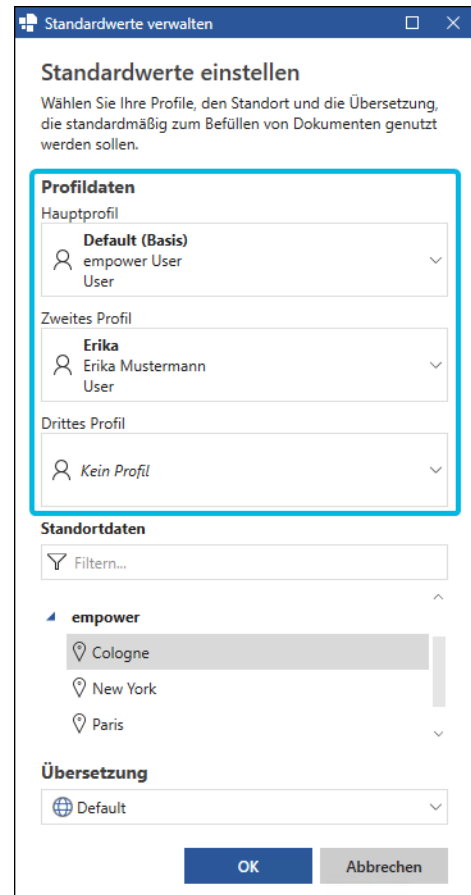 Standardwerte verwalten
Standardwerte einstellen
Wählen Sie Ihre Profile, den Standort und die Übersetzung,
die standardmäßig zum Befüllen von Dokumenten genutzt
werden sollen.
Profildaten
Hauptprofil
Default (Basis)
empower User
User
Zweites Profil
Erika
Erika Mustermann
User
Drittes Profil
Kein Profil
Standortdaten
Filtern...
empower
Cologne
New York
Paris
Übersetzung
Default
OK
Abbrechen